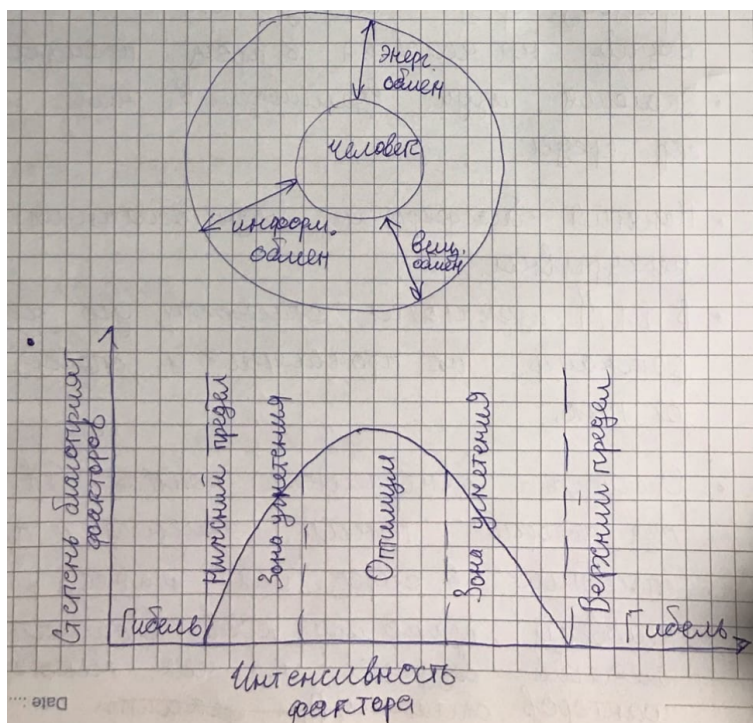 энерг.
обмен
человек
информ.
обмен
вещ.
обмен
Степень благоприят
факторов
Нижний предел
Зона угнетения
Оптимум
Зона угнетения
Верхний предел
Гибель
Гибель
Интенсивность
фактора
Date :